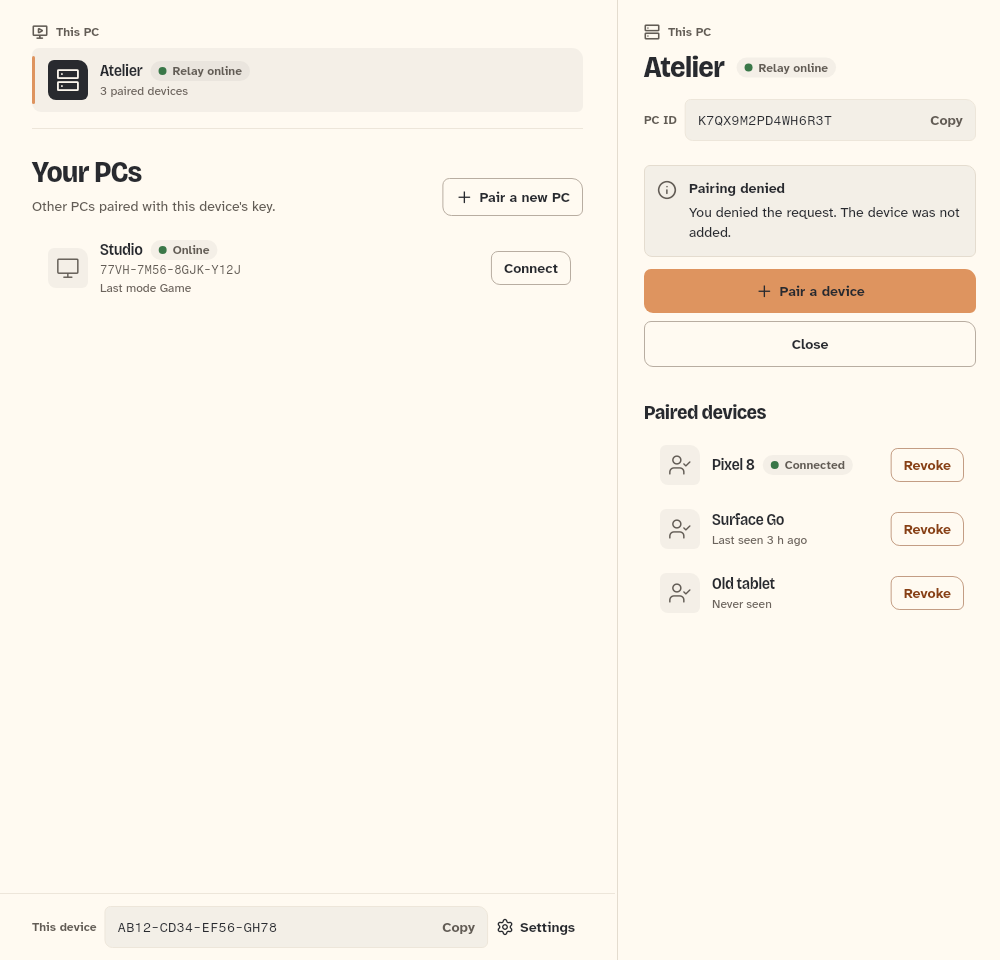 This PC
Atelier
Relay online
3 paired devices
Your PCs
Other PCs paired with this device's key.
Pair a new PC
Studio
Online
77VH-7M56-8GJK-Y12J
Last mode Game
Connect
This device
AB12-CD34-EF56-GH78
Copy
Settings
This PC
Atelier
Relay online
PC ID
K7QX9M2PD4WH6R3T
Copy
Pairing denied
You denied the request. The device was not
added.
Pair a device
Close
Paired devices
Pixel 8
Connected
Revoke
Surface Go
Last seen 3 h ago
Revoke
Old tablet
Never seen
Revoke